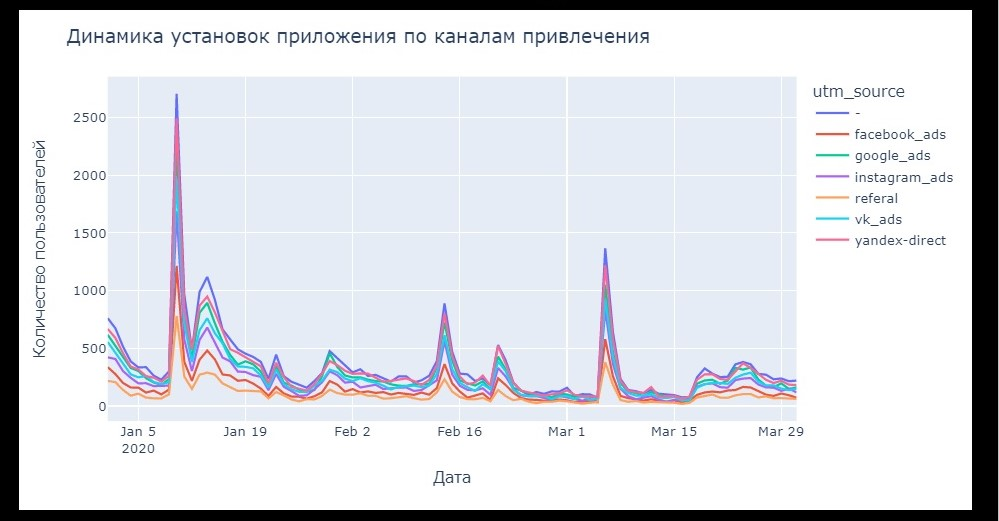 Динамика установок приложения по каналам привлечения
utm_source
-
facebook_ads
google_ads
instagram_ads
referal
vk_ads
yandex-direct
Количество пользователей
2500
2000
1500
1000
500
0
Jan 5
2020
Jan 19
Feb 2
Feb 16
Mar 1
Mar 15
Mar 29
Дата